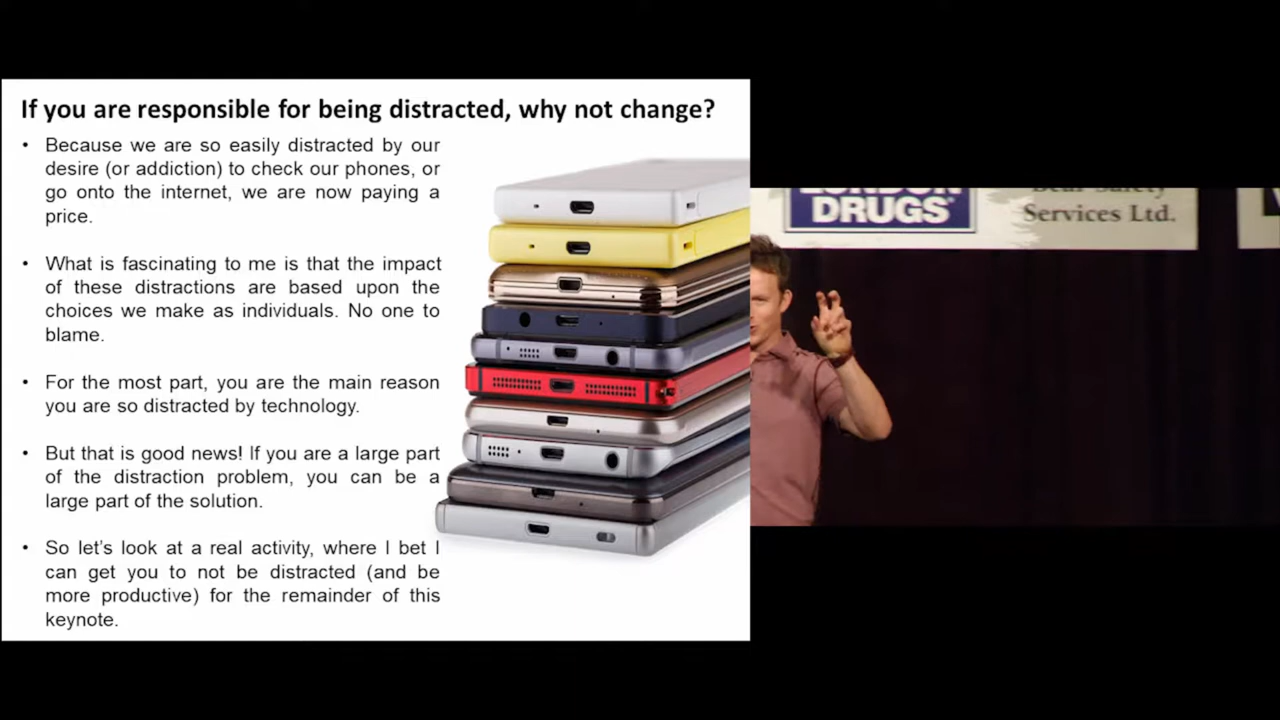 If you are responsible for being distracted, why not change?
• Because we are so easily distracted by our
desire (or addiction) to check our phones, or
go onto the internet, we are now paying a
price.
• What is fascinating to me is that the impact
of these distractions are based upon the
choices we make as individuals. No one to
blame.
• For the most part, you are the main reason
you are so distracted by technology.
• But that is good news! If you are a large part
of the distraction problem, you can be a
large part of the solution.
• So let’s look at a real activity, where I bet I
can get you to not be distracted (and be
more productive) for the remainder of this
keynote.
LONDON
DRUGS
Bear Safety
Services Ltd.